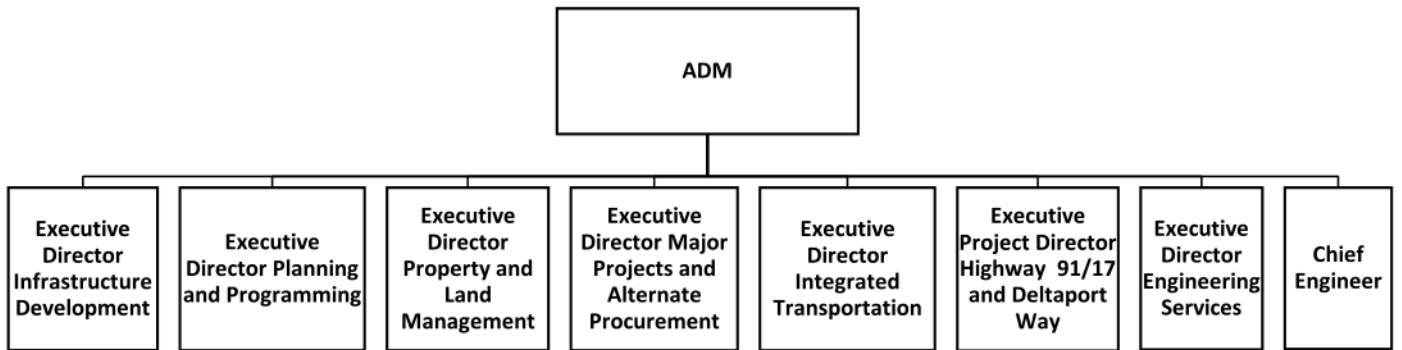 ADM
Executive
Director
Infrastructure
Development
Executive
Director Planning
and Programming
Executive
Director
Property and
Land
Management
Executive
Director Major
Projects and
Alternate
Procurement
Executive
Director
Integrated
Transportation
Executive
Project Director
Highway 91/17
and Deltaport
Way
Executive
Director
Engineering
Services
Chief
Engineer